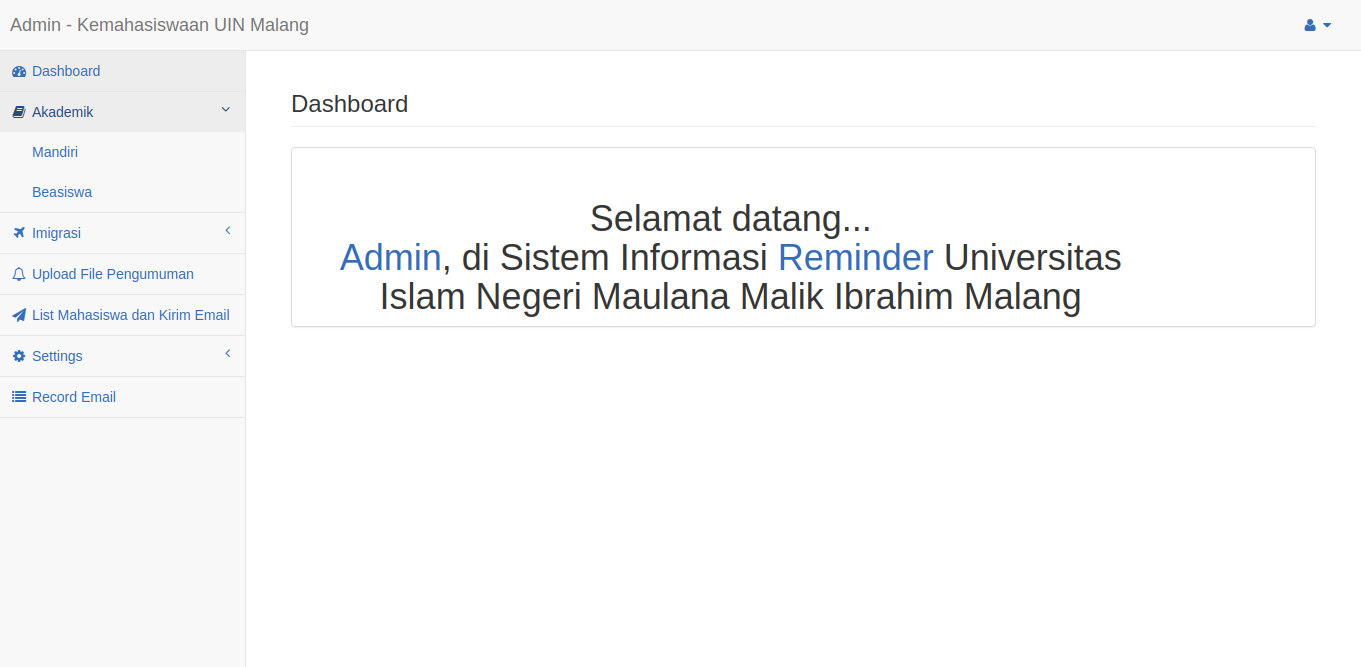 Admin - Kemahasiswaan UIN Malang
Dashboard
Akademik
Mandiri
Beasiswa
Imigrasi
Upload File Pengumuman
List Mahasiswa dan Kirim Email
Settings
Record Email
Dashboard
Selamat datang...
Admin, di Sistem Informasi Reminder Universitas
Islam Negeri Maulana Malik Ibrahim Malang